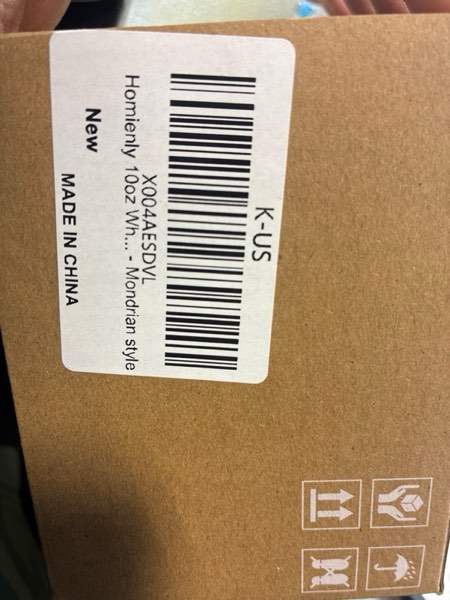 K-US
X004AESDVL
Homienly 10oz Wh... - Mondrian style
New
MADE IN CHINA